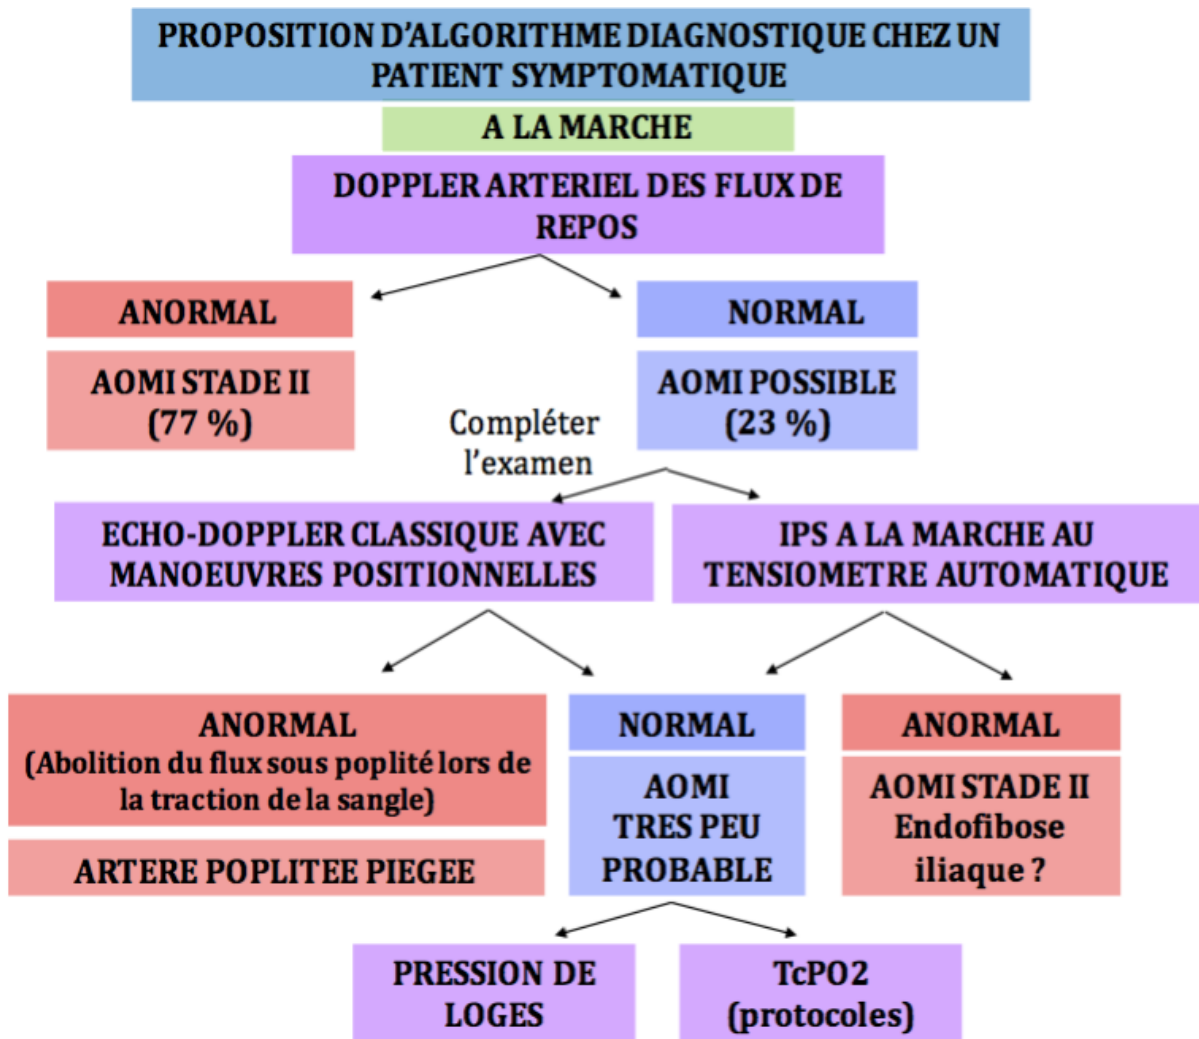 PROPOSITION D'ALGORITHME DIAGNOSTIQUE CHEZ UN
PATIENT SYMPTOMATIQUE
A LA MARCHE
DOPPLER ARTERIEL DES FLUX DE
REPOS
ANORMAL
AOMI STADE II
(77 %)
NORMAL
AOMI POSSIBLE
(23 %)
Compléter
l'examen
ECHO-DOPPLER CLASSIQUE AVEC
MANOEUVRES POSITIONNELLES
IPS A LA MARCHE AU
TENSIOMETRE AUTOMATIQUE
ANORMAL
(Abolition du flux sous poplité lors de
la traction de la sangle)
ARTERE POPLITEE PIEGEE
NORMAL
AOMI
TRES PEU
PROBABLE
ANORMAL
AOMI STADE II
Endofibose
iliaque ?
PRESSION DE
LOGES
TcPO2
(protocoles)